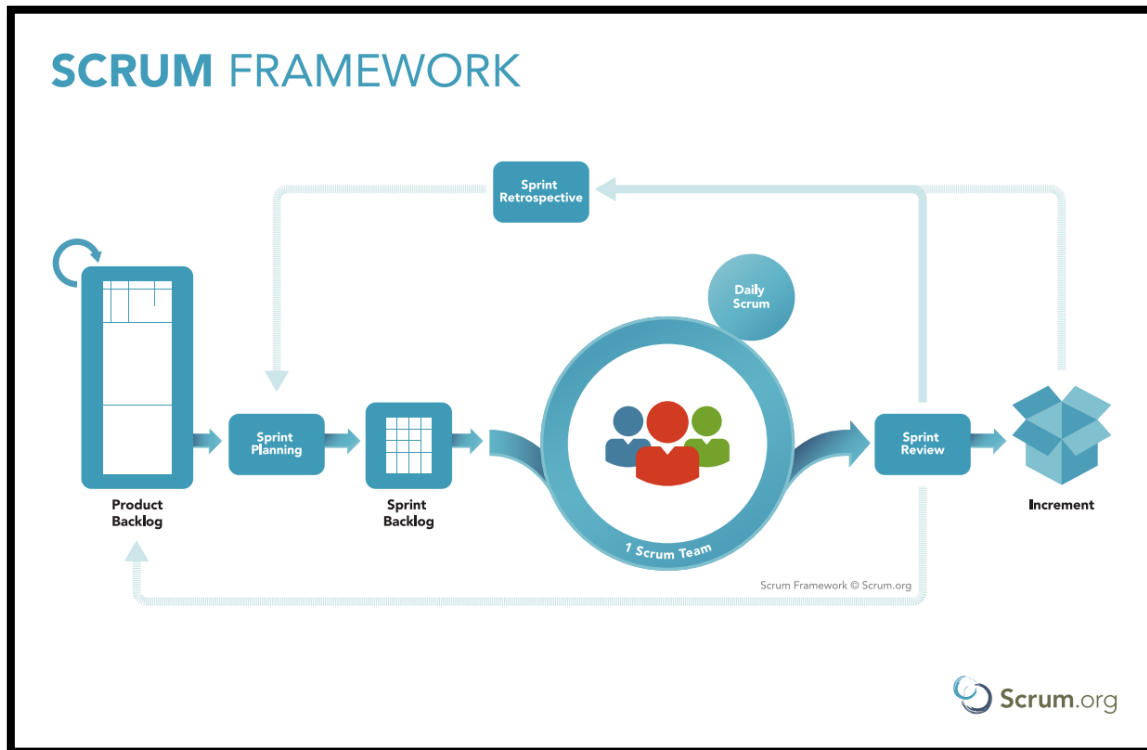 SCRUM FRAMEWORK
Sprint
Retrospective
Daily
Scrum
Sprint
Planning
Sprint
Review
Product
Backlog
Sprint
Backlog
1 Scrum Team
Increment
Scrum Framework © Scrum.org
Scrum.org